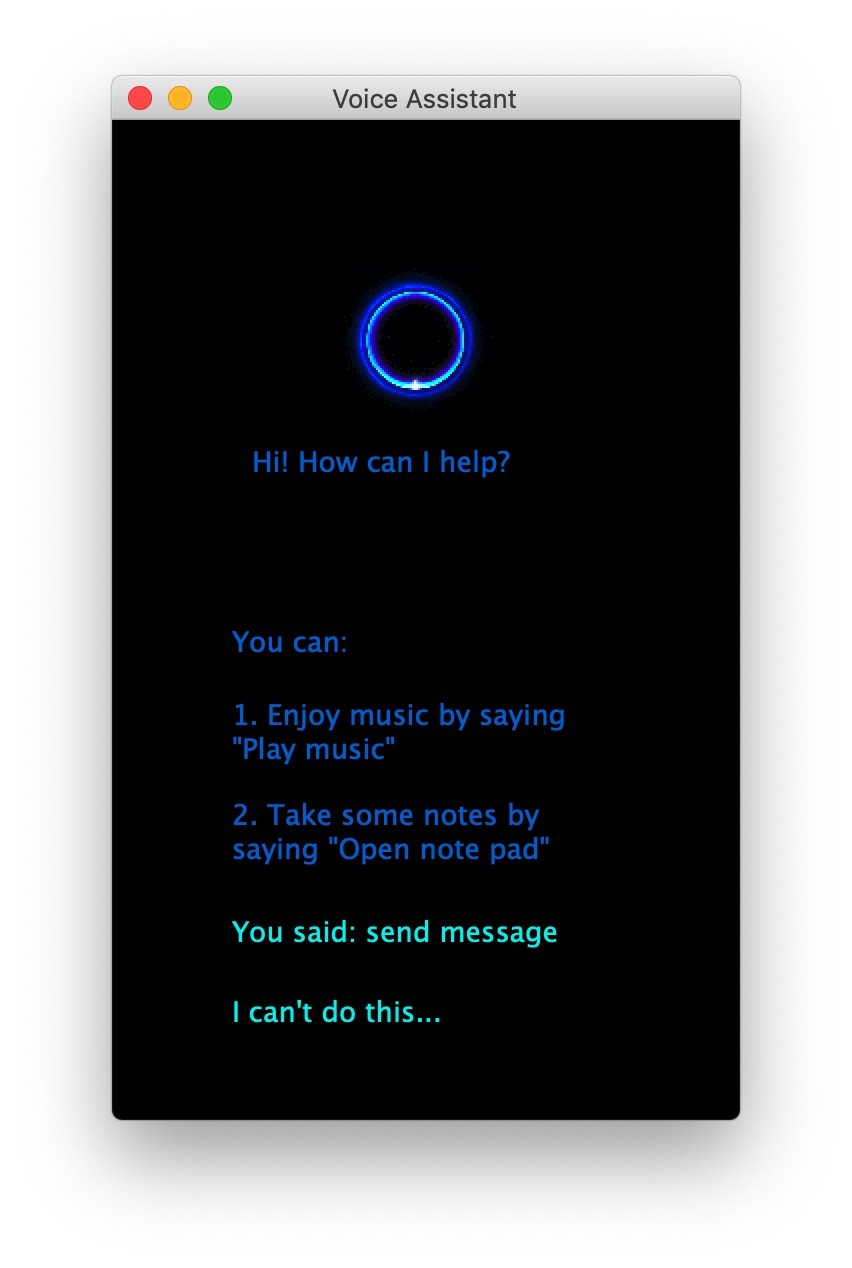 Voice Assistant
Hi! How can I help?
You can:
1. Enjoy music by saying
"Play music"
2. Take some notes by
saying "Open note pad"
You said: send message
I can't do this...